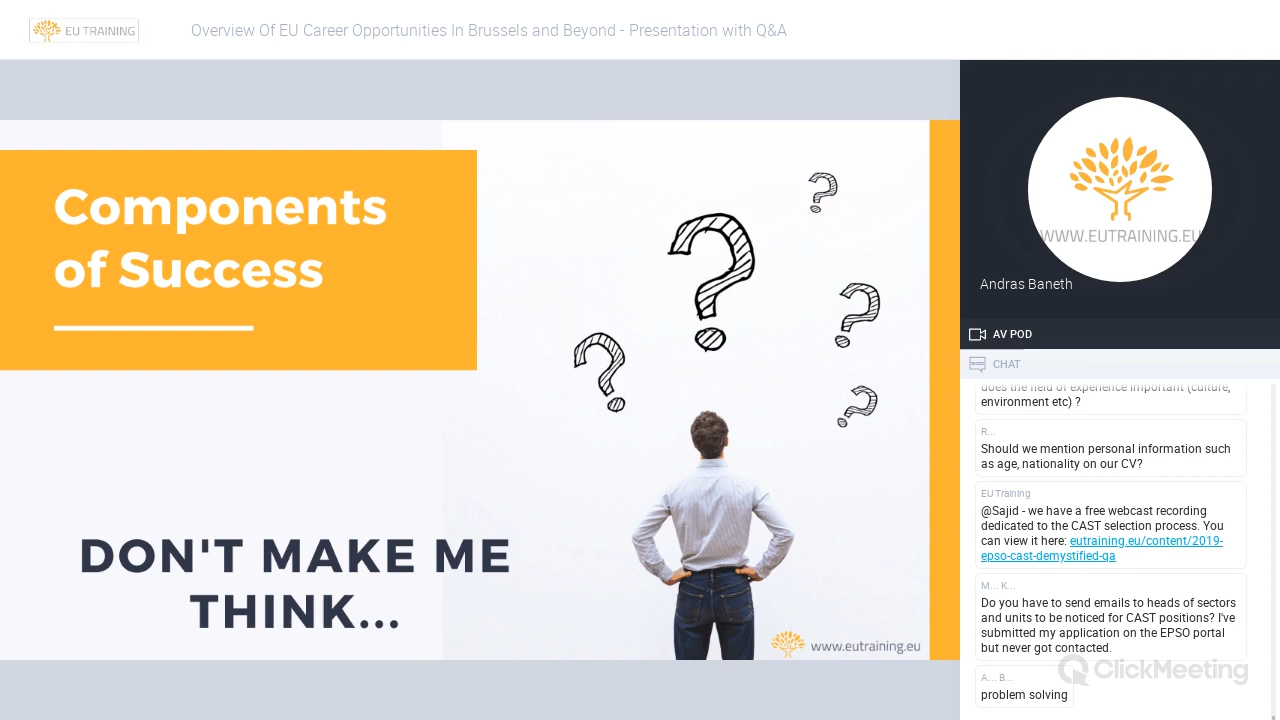 EU TRAINING
Overview Of EU Career Opportunities In Brussels and Beyond - Presentation with Q&A
Components
of Success
DON'T MAKE ME
THINK...
www.eutraining.eu
WWW.EUTRAINING.EU
Andras Baneth
AV POD
CHAT
does the field of experience important (culture,
environment etc) ?
R...
Should we mention personal information such
as age, nationality on our CV?
EU Training
@Sajid - we have a free webcast recording
dedicated to the CAST selection process. You
can view it here: eutraining.eu/content/2019-
epso-cast-demystified-qa
M... K...
Do you have to send emails to heads of sectors
and units to be noticed for CAST positions? I've
submitted my application on the EPSO portal
but never got contacted.
A... B...
problem solving
ClickMeeting